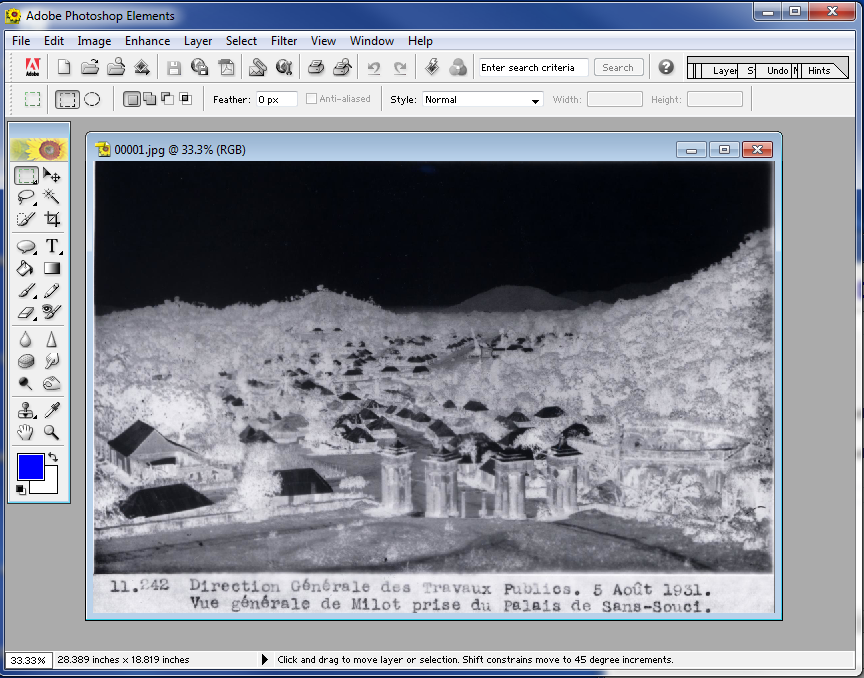 Adobe Photoshop Elements
File Edit Image Enhance Layer Select Filter View Window Help
Adobe Enter search criteria Search Layer Undo Hints
Feather: 0 px Anti-aliased Style: Normal Width: Height:
00001.jpg @ 33.3% (RGB)
T
11.242 Direction Générale des Travaux Publics. 5 Août 1931.
Vue générale de Milot prise du Palais de Sans-Souci.
33.33% 28.389 inches x 18.819 inches Click and drag to move layer or selection. Shift constrains move to 45 degree increments.